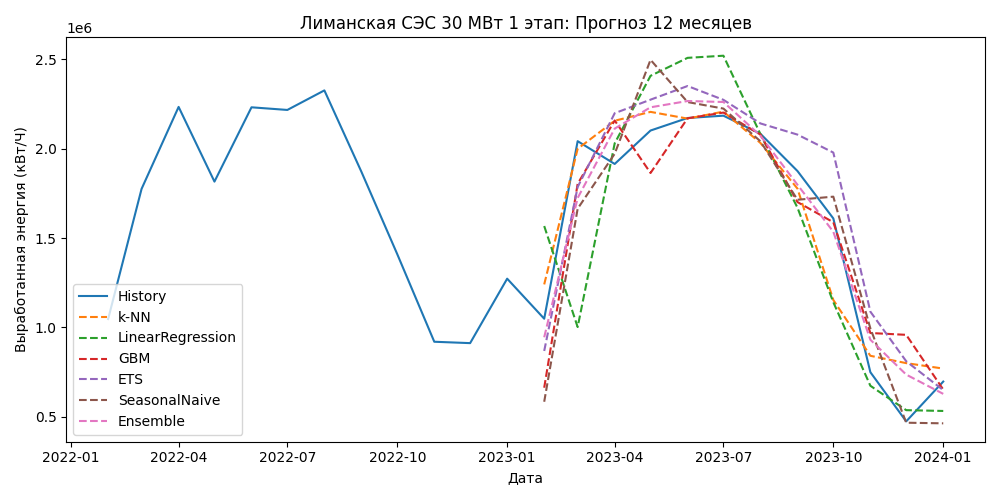 Лиманская СЭС 30 МВт 1 этап: Прогноз 12 месяцев
1e6
Выработанная энергия (кВт/Ч)
2.5
2.0
1.5
1.0
0.5
History
k-NN
LinearRegression
GBM
ETS
SeasonalNaive
Ensemble
2022-01 2022-04 2022-07 2022-10 2023-01 2023-04 2023-07 2023-10 2024-01
Дата